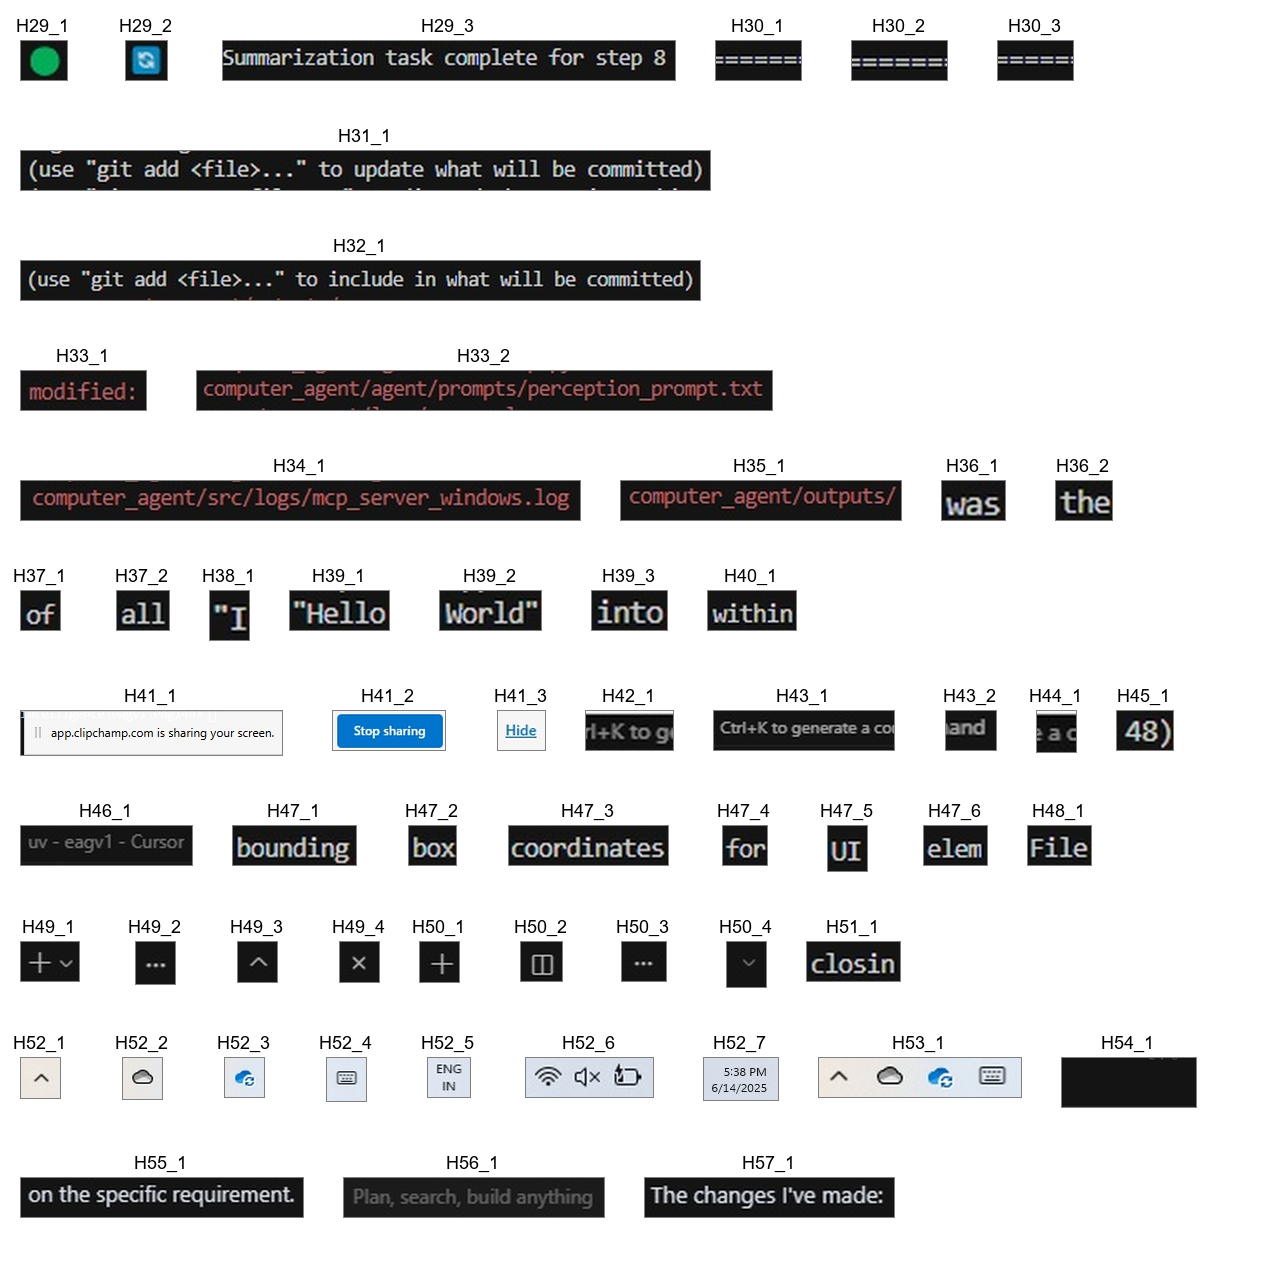 H29_1 H29_2 H29_3 H30_1 H30_2 H30_3
Summarization task complete for step 8 ====== ====== =====
H31_1
(use "git add <file>..." to update what will be committed)
H32_1
(use "git add <file>..." to include in what will be committed)
H33_1 H33_2
modified: computer_agent/agent/prompts/perception_prompt.txt
H34_1 H35_1 H36_1 H36_2
computer_agent/src/logs/mcp_server_windows.log computer_agent/outputs/ was the
H37_1 H37_2 H38_1 H39_1 H39_2 H39_3 H40_1
of all "I "Hello World" into within
H41_1 H41_2 H41_3 H42_1 H43_1 H43_2 H44_1 H45_1
app.clipchamp.com is sharing your screen. Stop sharing Hide rl+K to g Ctrl+K to generate a co and e a c 48)
H46_1 H47_1 H47_2 H47_3 H47_4 H47_5 H47_6 H48_1
uv - eagv1 - Cursor bounding box coordinates for UI elem File
H49_1 H49_2 H49_3 H49_4 H50_1 H50_2 H50_3 H50_4 H51_1
closin
H52_1 H52_2 H52_3 H52_4 H52_5 H52_6 H52_7 H53_1 H54_1
ENG 5:38 PM
IN 6/14/2025
H55_1 H56_1 H57_1
on the specific requirement. Plan, search, build anything The changes I've made: